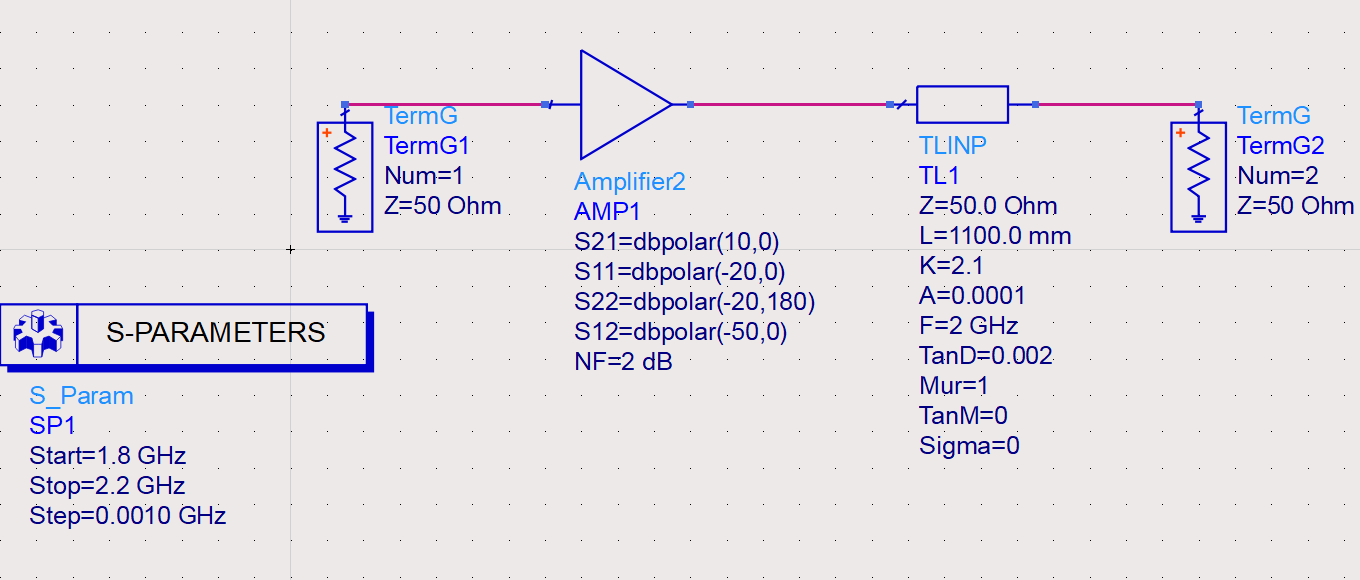 TermG
TermG1
Num=1
Z=50 Ohm
Amplifier2
AMP1
S21=dbpolar(10,0)
S11=dbpolar(-20,0)
S22=dbpolar(-20,180)
S12=dbpolar(-50,0)
NF=2 dB
TLINP
TL1
Z=50.0 Ohm
L=1100.0 mm
K=2.1
A=0.0001
F=2 GHz
TanD=0.002
Mur=1
TanM=0
Sigma=0
TermG
TermG2
Num=2
Z=50 Ohm
S-PARAMETERS
S_Param
SP1
Start=1.8 GHz
Stop=2.2 GHz
Step=0.0010 GHz